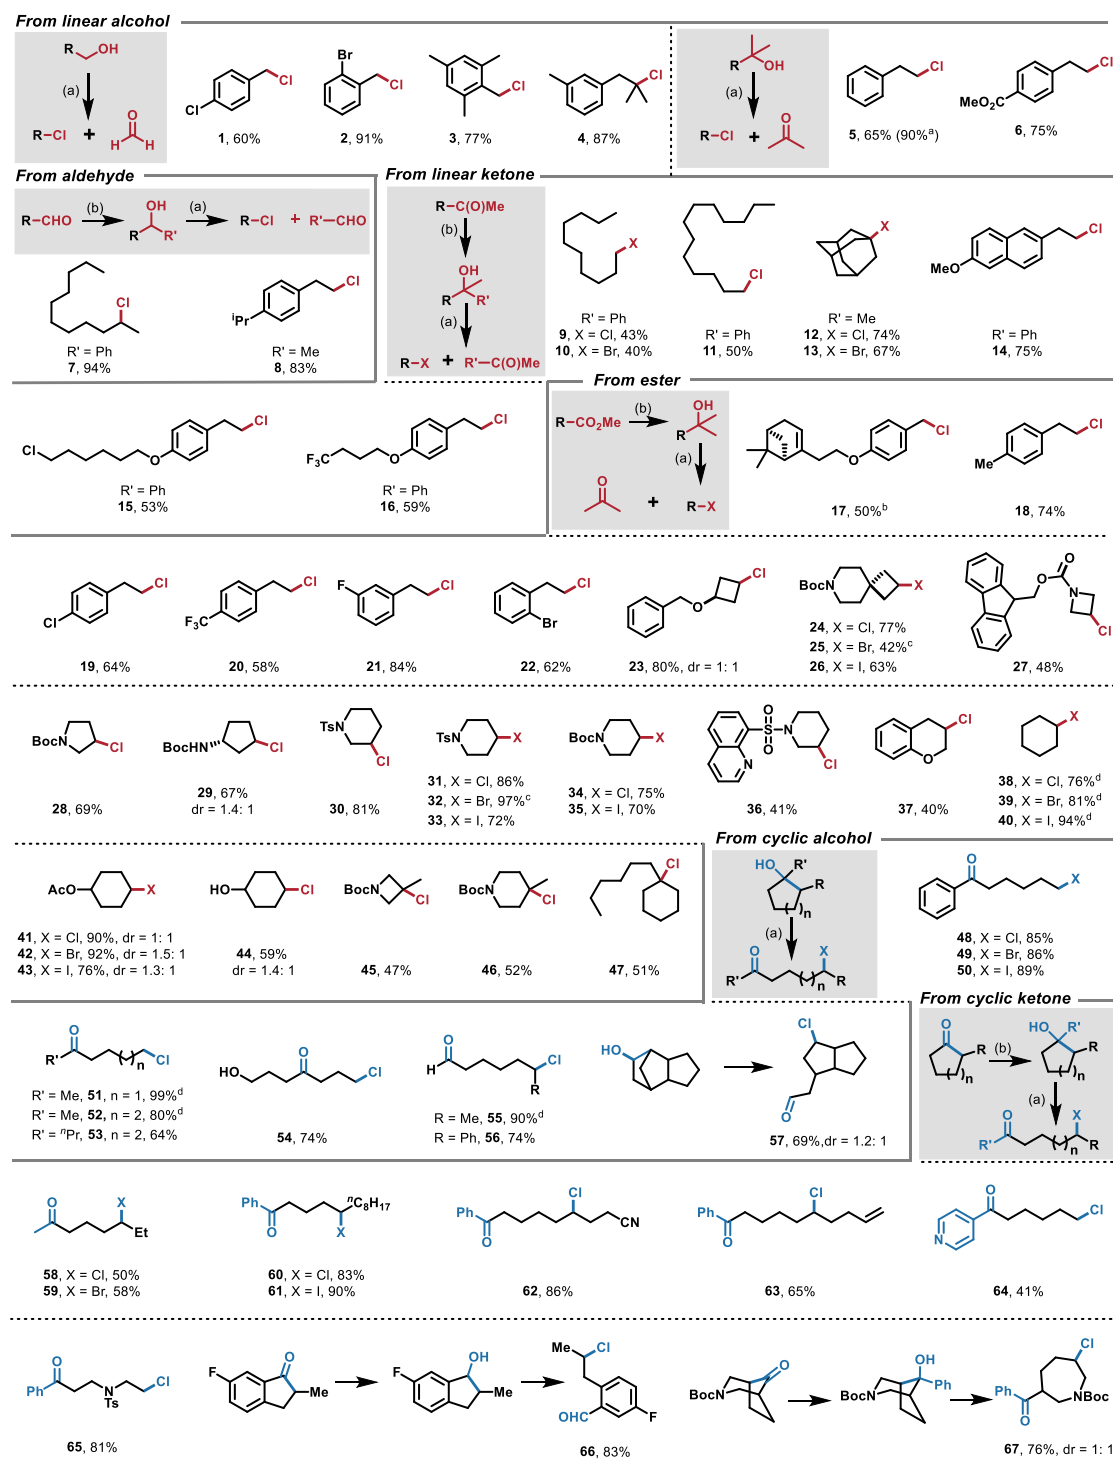 From linear alcohol
R OH
(a)
R–Cl + O H H
Cl Cl
1, 60%
Br Cl
2, 91%
Cl
3, 77%
Cl
4, 87%
R OH
(a)
R–Cl + O
Cl
5, 65% (90%a)
MeO2C Cl
6, 75%
From aldehyde
R–CHO (b) OH R R' (a) R–Cl + R'–CHO
Cl
R' = Ph
7, 94%
iPr Cl
R' = Me
8, 83%
From linear ketone
R–C(O)Me
(b)
OH
R R'
(a)
R–X + R'–C(O)Me
X
R' = Ph
9, X = Cl, 43%
10, X = Br, 40%
Cl
R' = Ph
11, 50%
X
R' = Me
12, X = Cl, 74%
13, X = Br, 67%
MeO Cl
R' = Ph
14, 75%
Cl O Cl
R' = Ph
15, 53%
F3C O Cl
R' = Ph
16, 59%
From ester
R–CO2Me (b) OH R
(a)
O + R–X
O Cl
17, 50%b
Me Cl
18, 74%
Cl Cl
19, 64%
F3C Cl
20, 58%
F Cl
21, 84%
Cl Br
22, 62%
O Cl
23, 80%, dr = 1: 1
BocN X
24, X = Cl, 77%
25, X = Br, 42%c
26, X = I, 63%
O O N Cl
27, 48%
BocN Cl
28, 69%
BocHN Cl
29, 67%
dr = 1.4: 1
Ts N Cl
30, 81%
TsN X
31, X = Cl, 86%
32, X = Br, 97%c
33, X = I, 72%
BocN X
34, X = Cl, 75%
35, X = I, 70%
O S O N N Cl
36, 41%
Cl O
37, 40%
X
38, X = Cl, 76%d
39, X = Br, 81%d
40, X = I, 94%d
AcO X
41, X = Cl, 90%, dr = 1: 1
42, X = Br, 92%, dr = 1.5: 1
43, X = I, 76%, dr = 1.3: 1
HO Cl
44, 59%
dr = 1.4: 1
BocN Cl
45, 47%
BocN Cl
46, 52%
Cl
47, 51%
From cyclic alcohol
HO R'
R
( )n
(a)
O X
R' ( )n R
O X
48, X = Cl, 85%
49, X = Br, 86%
50, X = I, 89%
O
R' ( )n Cl
R' = Me, 51, n = 1, 99%d
R' = Me, 52, n = 2, 80%d
R' = nPr, 53, n = 2, 64%
HO O Cl
54, 74%
O H Cl R
R = Me, 55, 90%d
R = Ph, 56, 74%
HO
Cl O
57, 69%,dr = 1.2: 1
From cyclic ketone
O R ( )n (b) HO R' R ( )n
(a)
O X
R' ( )n R
O X Et
58, X = Cl, 50%
59, X = Br, 58%
Ph O X nC8H17
60, X = Cl, 83%
61, X = I, 90%
Ph O Cl CN
62, 86%
Ph O Cl
63, 65%
N O Cl
64, 41%
O Ph N Ts Cl
65, 81%
F O Me
F OH Me
Me Cl OHC F
66, 83%
BocN O
BocN OH Ph
Cl Ph O NBoc
67, 76%, dr = 1: 1